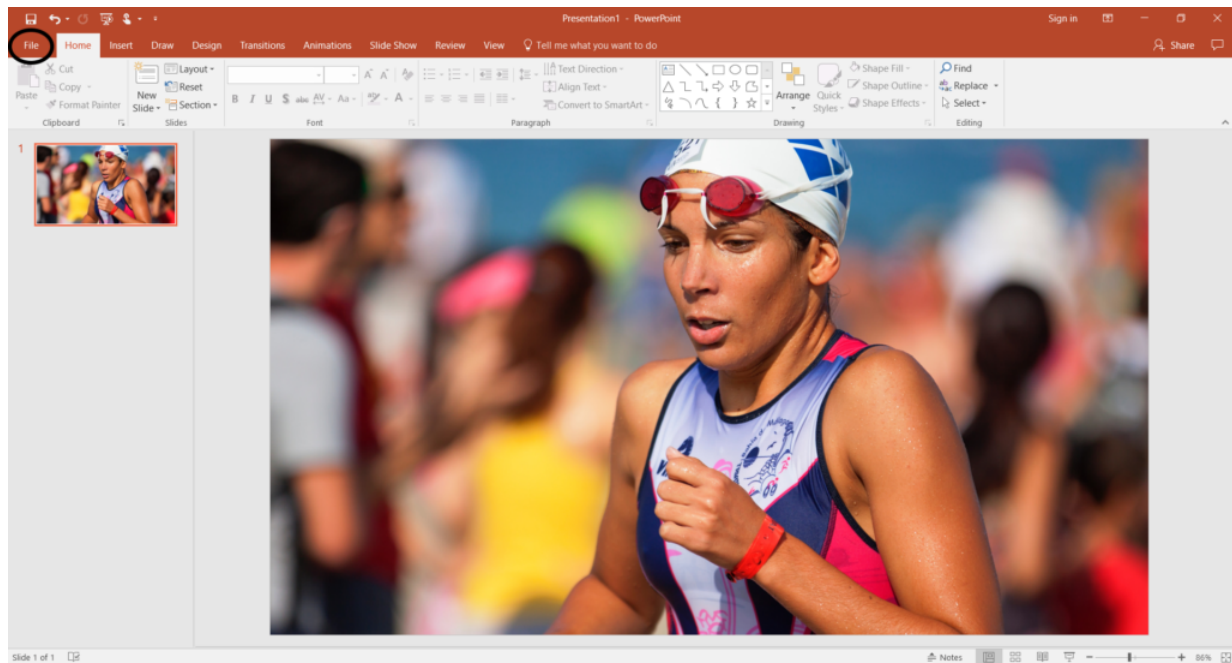 Presentation1 - PowerPoint
Sign in
File Home Insert Draw Design Transitions Animations Slide Show Review View Tell me what you want to do
Share
Paste
Cut
Copy
Format Painter
Clipboard
New
Slide
Layout
Reset
Section
Slides
B I U S abc AV Aa A
Font
Text Direction
Align Text
Convert to SmartArt
Paragraph
Arrange
Quick
Styles
Shape Fill
Shape Outline
Shape Effects
Drawing
Find
Replace
Select
Editing
1
Slide 1 of 1
Notes
86%